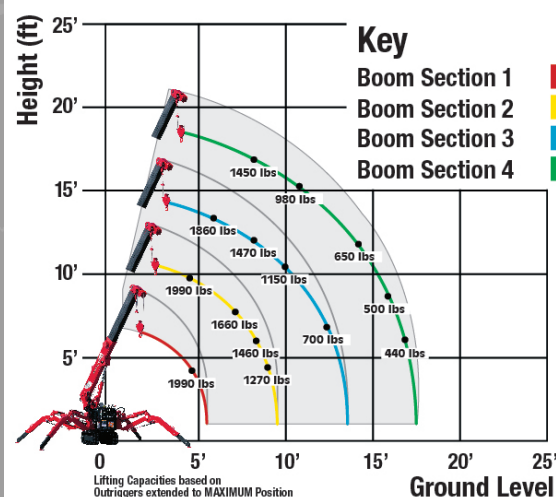 Height (ft)
25’
20’
15’
10’
5’
Key
Boom Section 1
Boom Section 2
Boom Section 3
Boom Section 4
1450 lbs
980 lbs
650 lbs
500 lbs
440 lbs
1860 lbs
1470 lbs
1150 lbs
700 lbs
1990 lbs
1660 lbs
1460 lbs
1270 lbs
1990 lbs
0
5’
10’
15’
20’
25’
Lifting Capacities based on
Outriggers extended to MAXIMUM Position
Ground Level